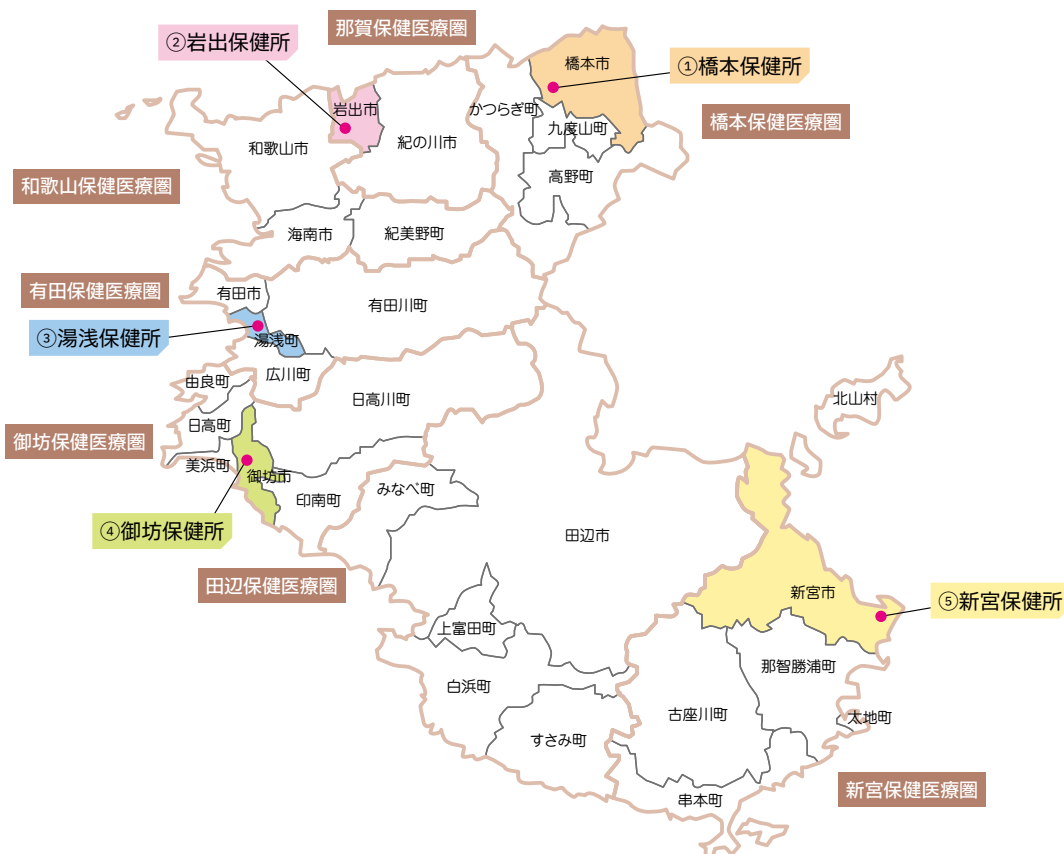 那賀保健医療圏
②岩出保健所
①橋本保健所
橋本市
岩出市
かつらぎ町
橋本保健医療圏
九度山町
紀の川市
和歌山市
高野町
和歌山保健医療圏
海南市
紀美野町
有田保健医療圏
有田市
有田川町
③湯浅保健所
湯浅町
広川町
由良町
日高川町
北山村
日高町
御坊保健医療圏
美浜町
御坊市
みなべ町
印南町
④御坊保健所
田辺市
田辺保健医療圏
新宮市
⑤新宮保健所
上富田町
那智勝浦町
白浜町
古座川町
太地町
すさみ町
新宮保健医療圏
串本町